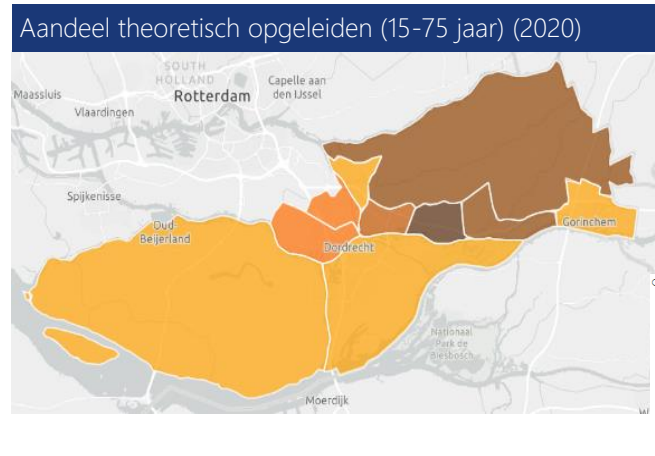 Aandeel theoretisch opgeleiden (15-75 jaar) (2020)
SOUTH
HOLLAND
Capelle aan
den IJssel
Maassluis
Rotterdam
Vlaardingen
Spijkenisse
Oud-
Beijerland
Gorinchem
Dordrecht
Nationaal
Park de
Biesbosch
Moerdijk